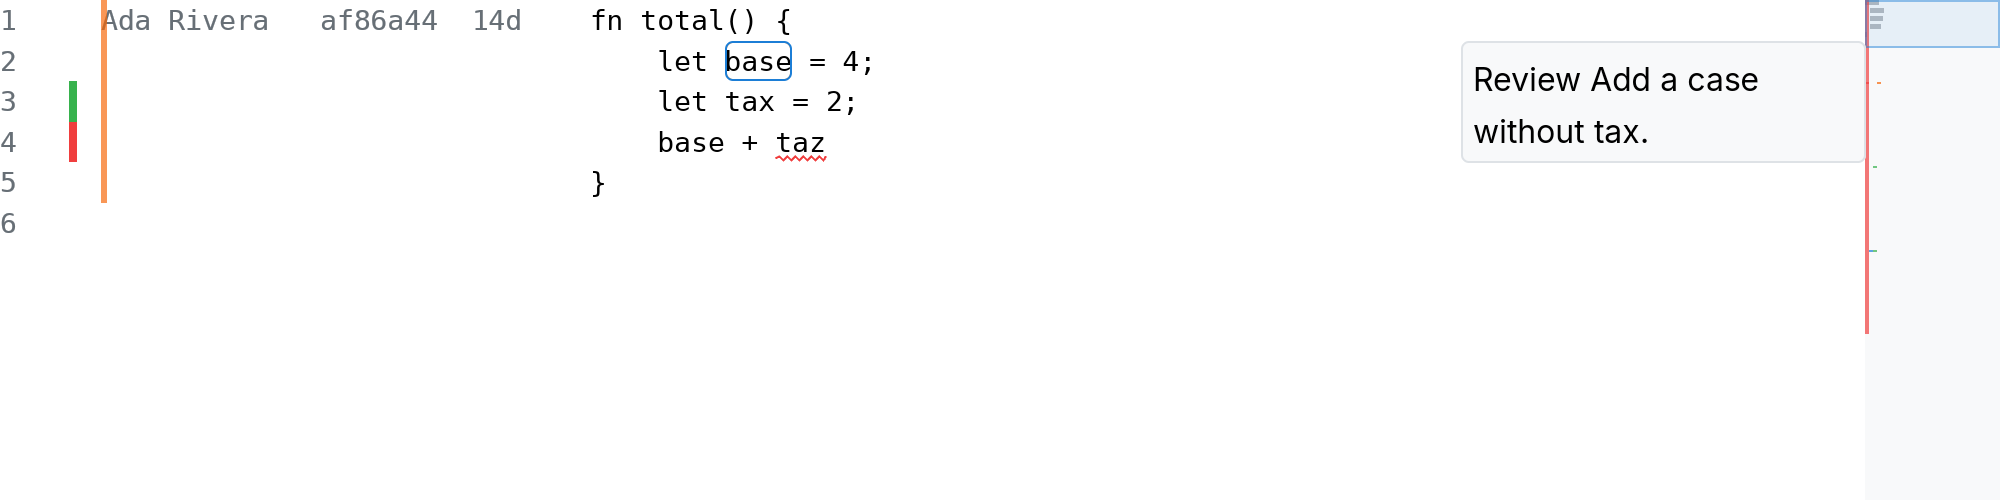 1 Ada Rivera af86a44 14d fn total() {
2 let base = 4;
3 let tax = 2;
4 base + taz
5 }
6
Review Add a case
without tax.